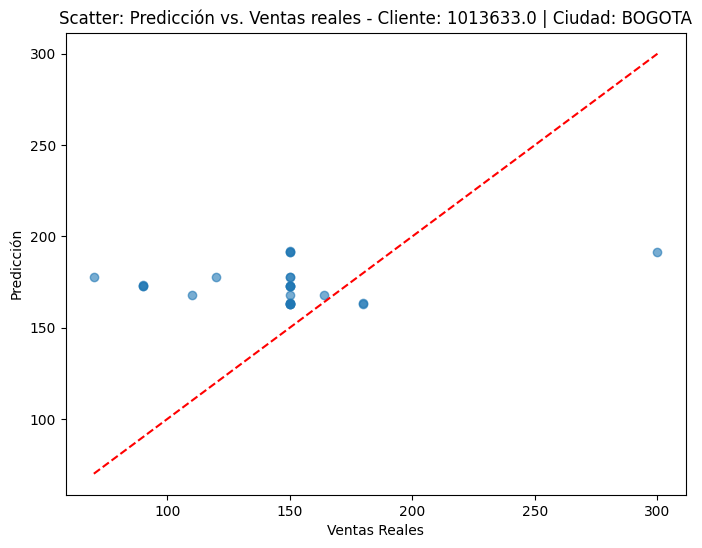 Scatter: Predicción vs. Ventas reales - Cliente: 1013633.0 | Ciudad: BOGOTA
300
250
200
150
100
Predicción
100 150 200 250 300
Ventas Reales